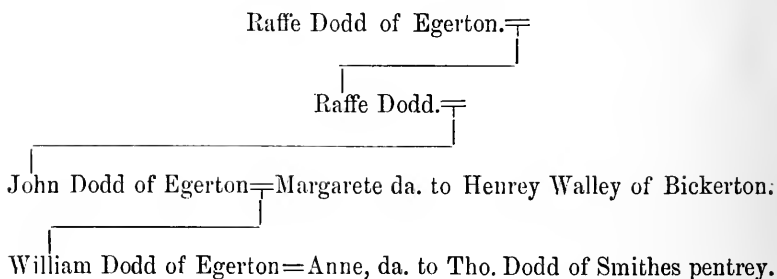 Raffe Dodd of Egerton.=
Raffe Dodd.=
John Dodd of Egerton=Margarete da. to Henrey Walley of Bickerton.
William Dodd of Egerton=Anne, da. to Tho. Dodd of Smithes pentrey.